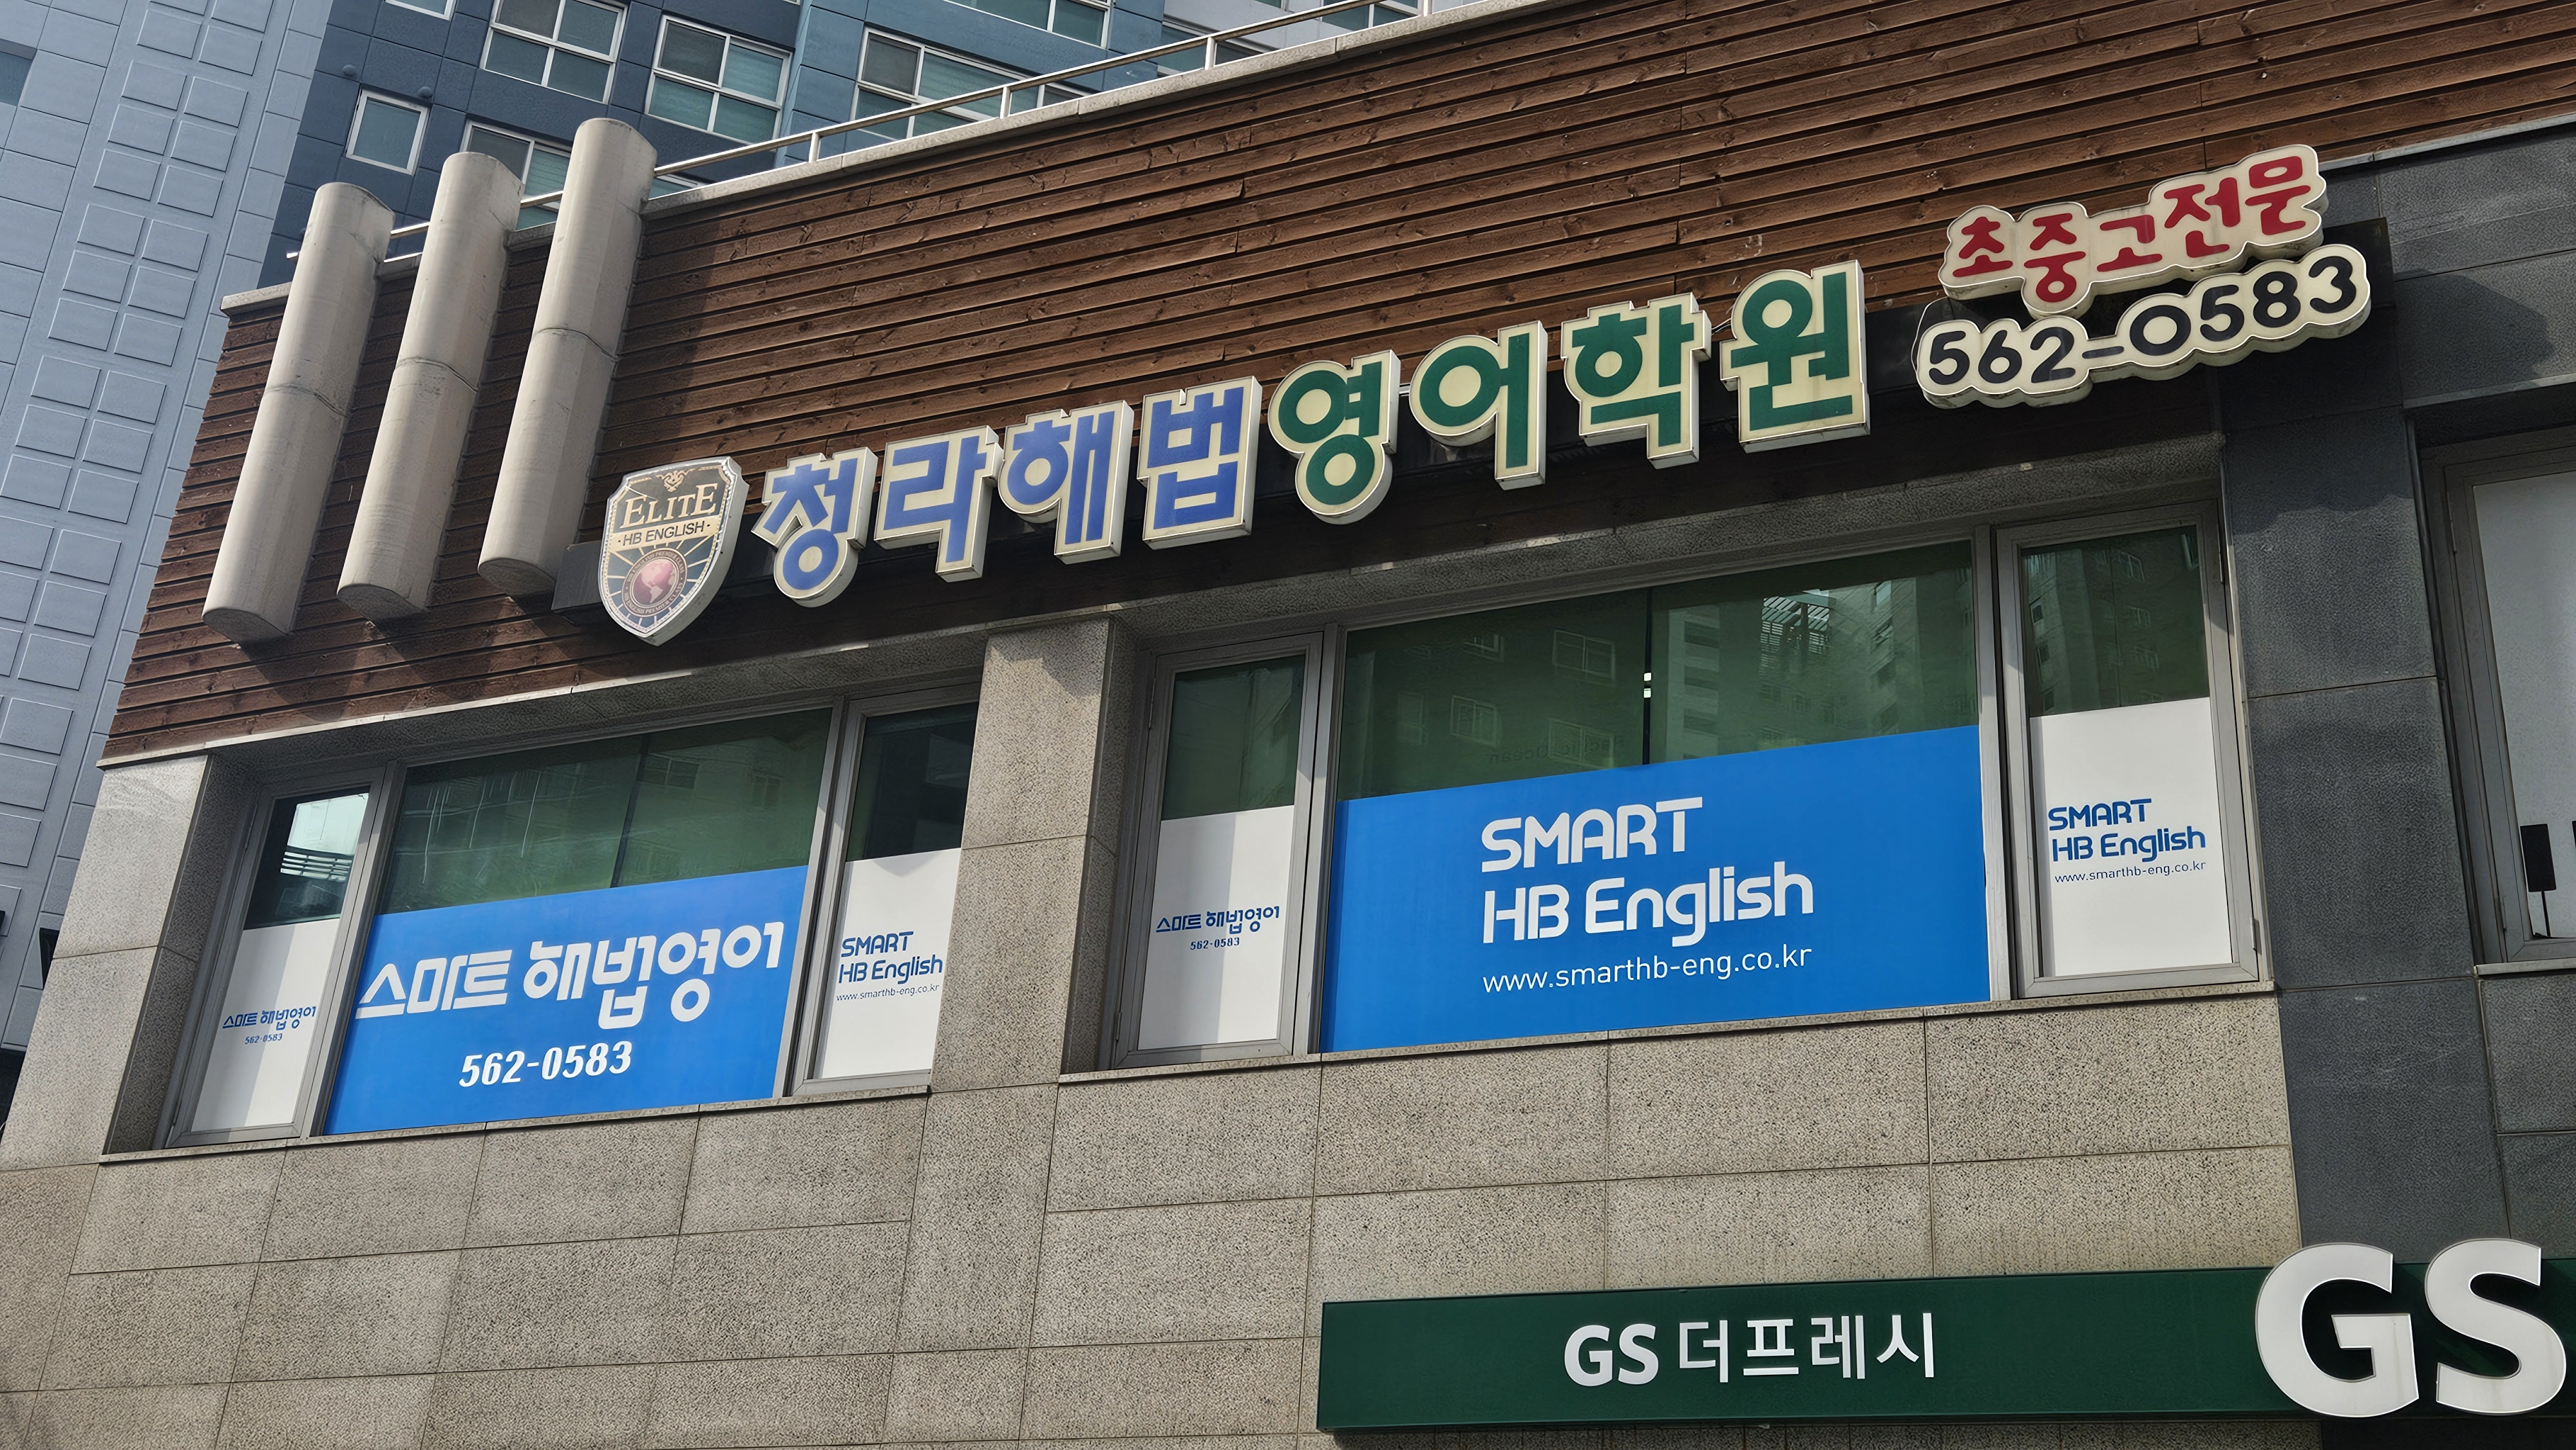 초중고전문
청라해법영어학원
562-0583
ELITE
·HB ENGLISH·
스마트 해법영어
562-0583
스마트 해법영어
562-0583
SMART
HB English
www.smarthb-eng.co.kr
스마트 해법영어
562-0583
SMART
HB English
www.smarthb-eng.co.kr
SMART
HB English
www.smarthb-eng.co.kr
GS 더프레시
GS